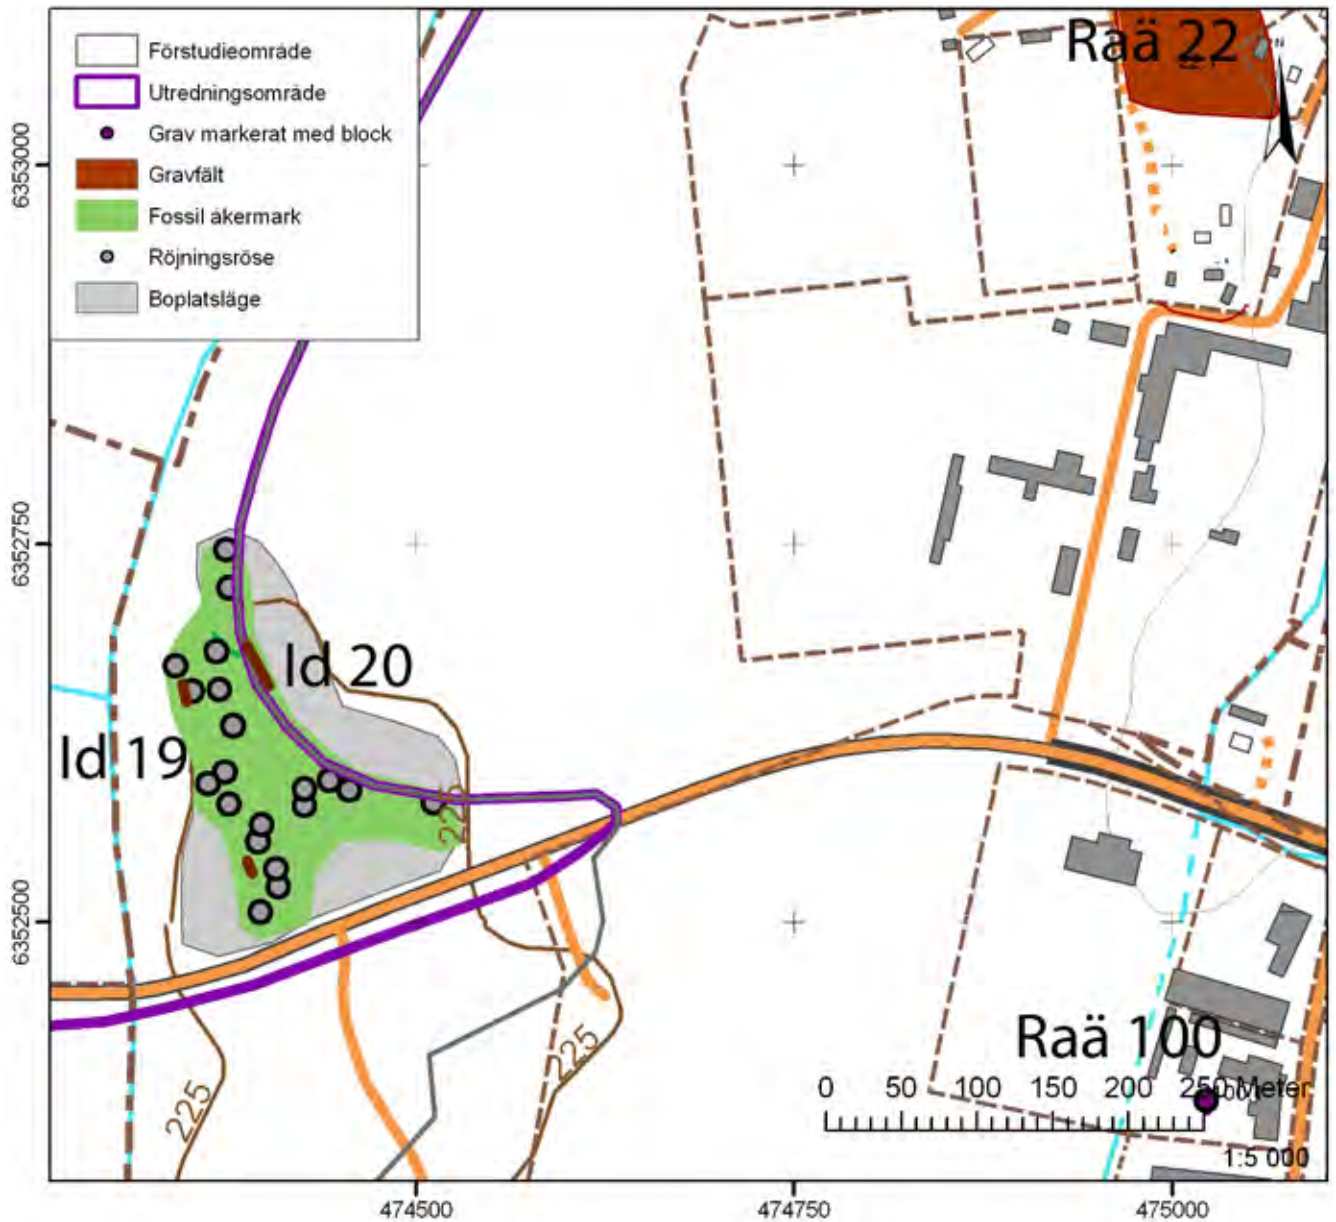 Förstudieområde
Utredningsområde
Grav markerat med block
Gravfält
Fossil åkermark
Röjningsröse
Boplatsläge
Raä 22
6353000
6352750
Id 20
Id 19
225
6352500
Raä 100
225
225
0 50 100 150 200 250 Meter
1:5 000
474500 474750 475000